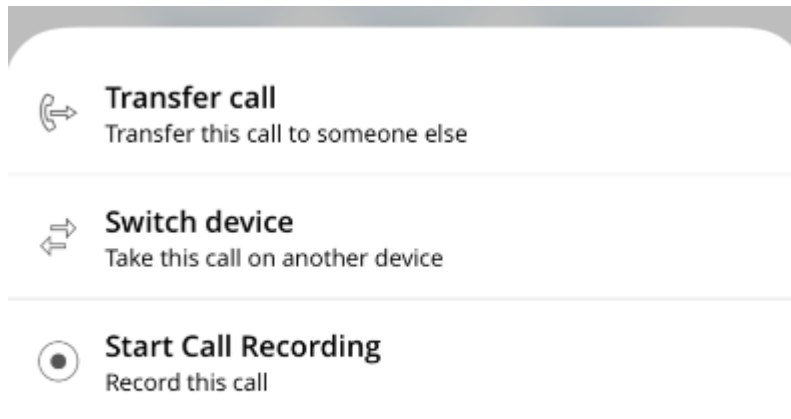 Transfer call
Transfer this call to someone else
Switch device
Take this call on another device
Start Call Recording
Record this call